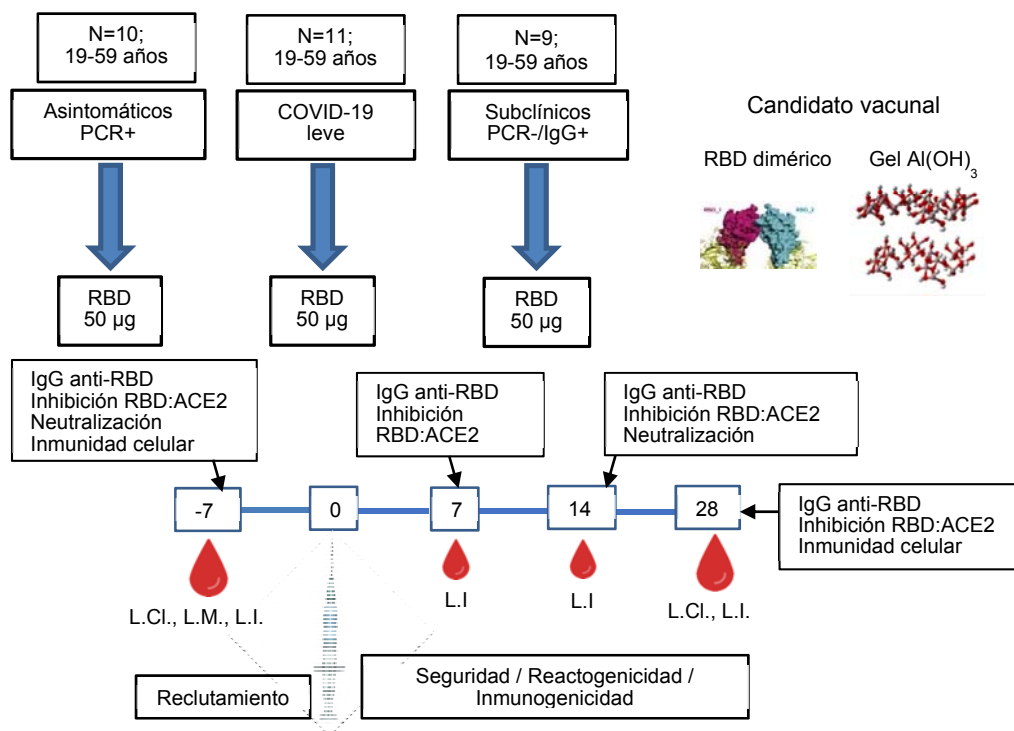 N=10;
19-59 años
N=11;
19-59 años
N=9;
19-59 años
Asintomáticos
PCR+
COVID-19
leve
Subclínicos
PCR-/IgG+
Candidato vacunal
RBD dimérico
Gel Al(OH)3
RBD
50 µg
RBD
50 µg
RBD
50 µg
IgG anti-RBD
Inhibición RBD:ACE2
Neutralización
Inmunidad celular
IgG anti-RBD
Inhibición
RBD:ACE2
IgG anti-RBD
Inhibición RBD:ACE2
Neutralización
-7
0
7
14
28
IgG anti-RBD
Inhibición RBD:ACE2
Inmunidad celular
L.Cl., L.M., L.I.
L.I
L.I
L.Cl., L.I.
Reclutamiento
Seguridad / Reactogenicidad /
Inmunogenicidad